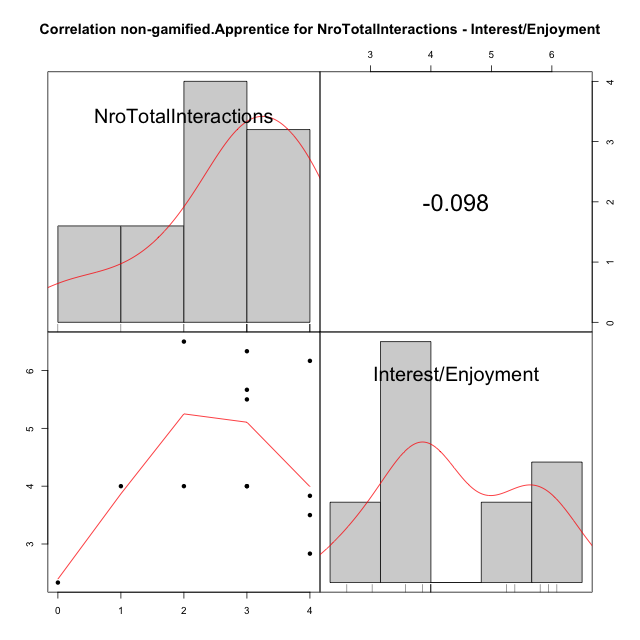 Correlation non-gamified.Apprentice for NroTotalInteractions - Interest/Enjoyment
3 4 5 6
NroTotalInteractions
-0.098
4
3
2
1
0
6
5
4
3
Interest/Enjoyment
0 1 2 3 4